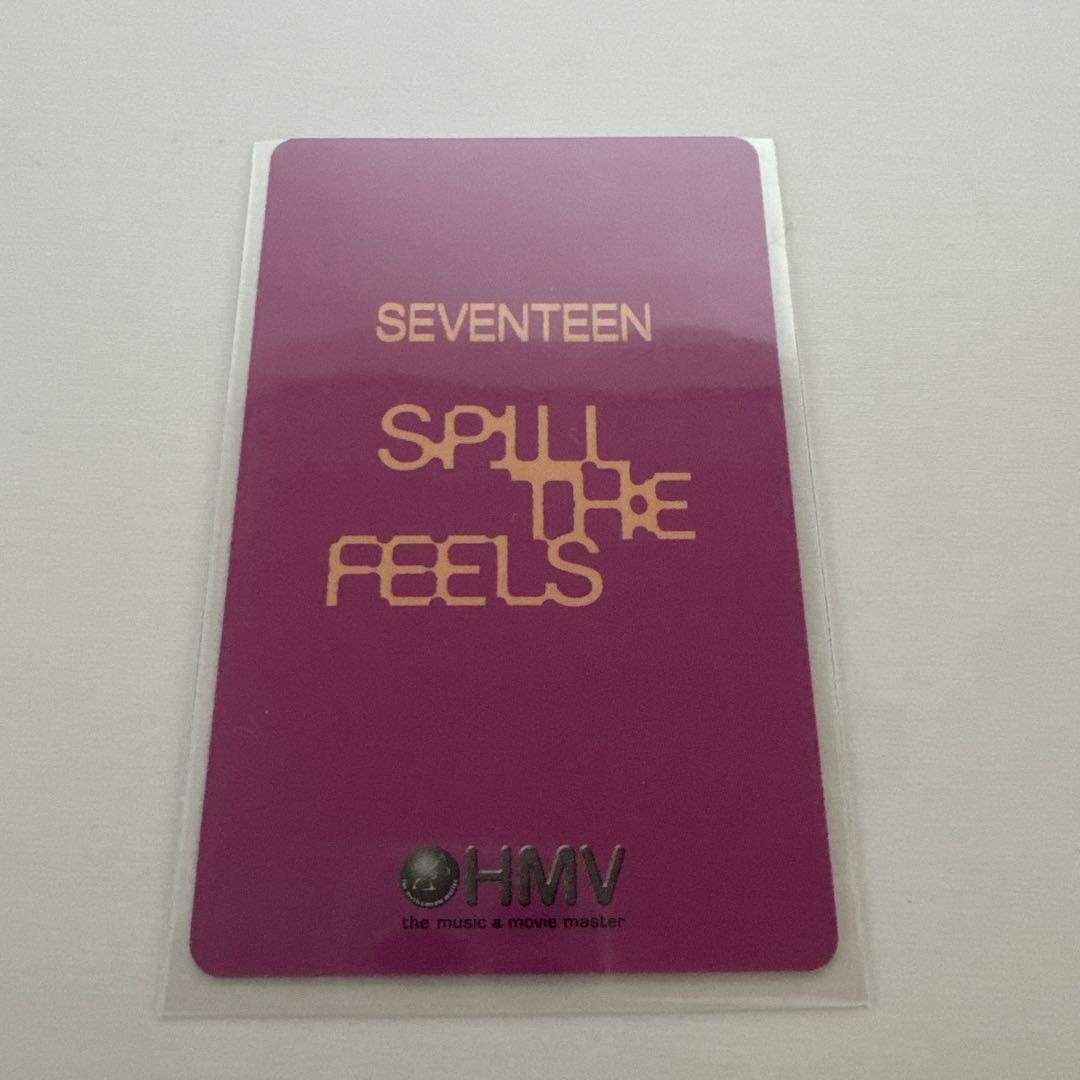 SEVENTEEN
SPILL
THE
FEELS
HMV
the music & movie master